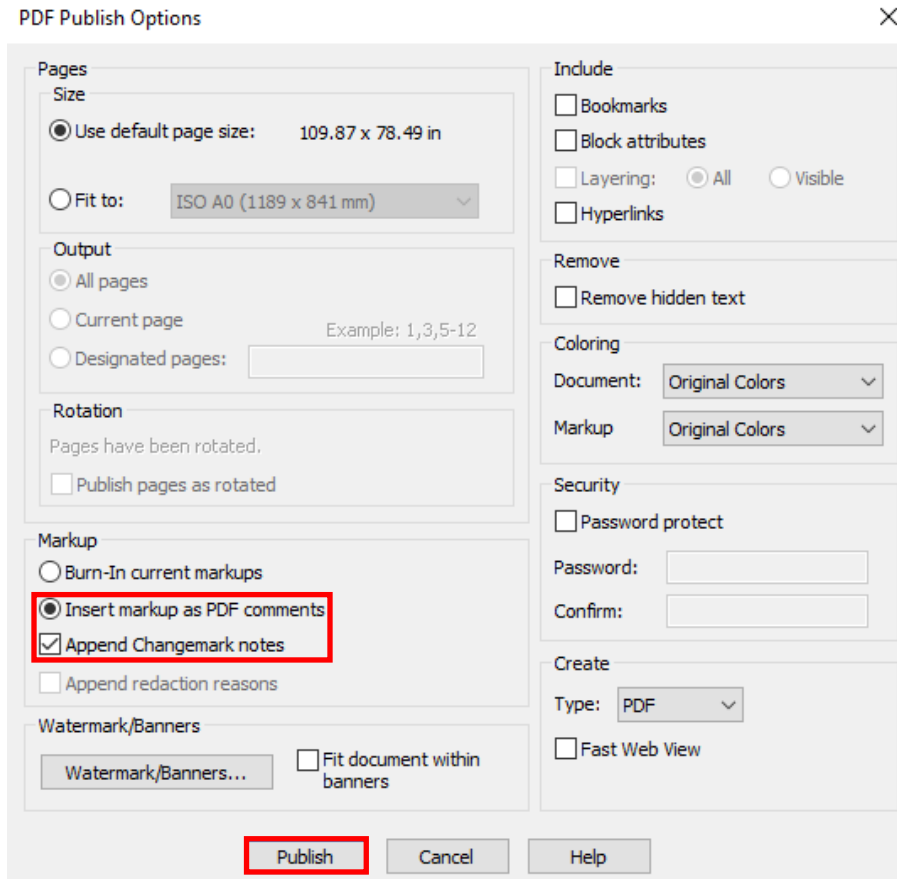 PDF Publish Options
Pages
Size
Use default page size: 109.87 x 78.49 in
Fit to: ISO A0 (1189 x 841 mm)
Output
All pages
Current page
Example: 1,3,5-12
Designated pages:
Rotation
Pages have been rotated.
Publish pages as rotated
Markup
Burn-In current markups
Insert markup as PDF comments
Append Changemark notes
Append redaction reasons
Watermark/Banners
Watermark/Banners...
Fit document within
banners
Include
Bookmarks
Block attributes
Layering: All Visible
Hyperlinks
Remove
Remove hidden text
Coloring
Document: Original Colors
Markup Original Colors
Security
Password protect
Password:
Confirm:
Create
Type: PDF
Fast Web View
Publish Cancel Help